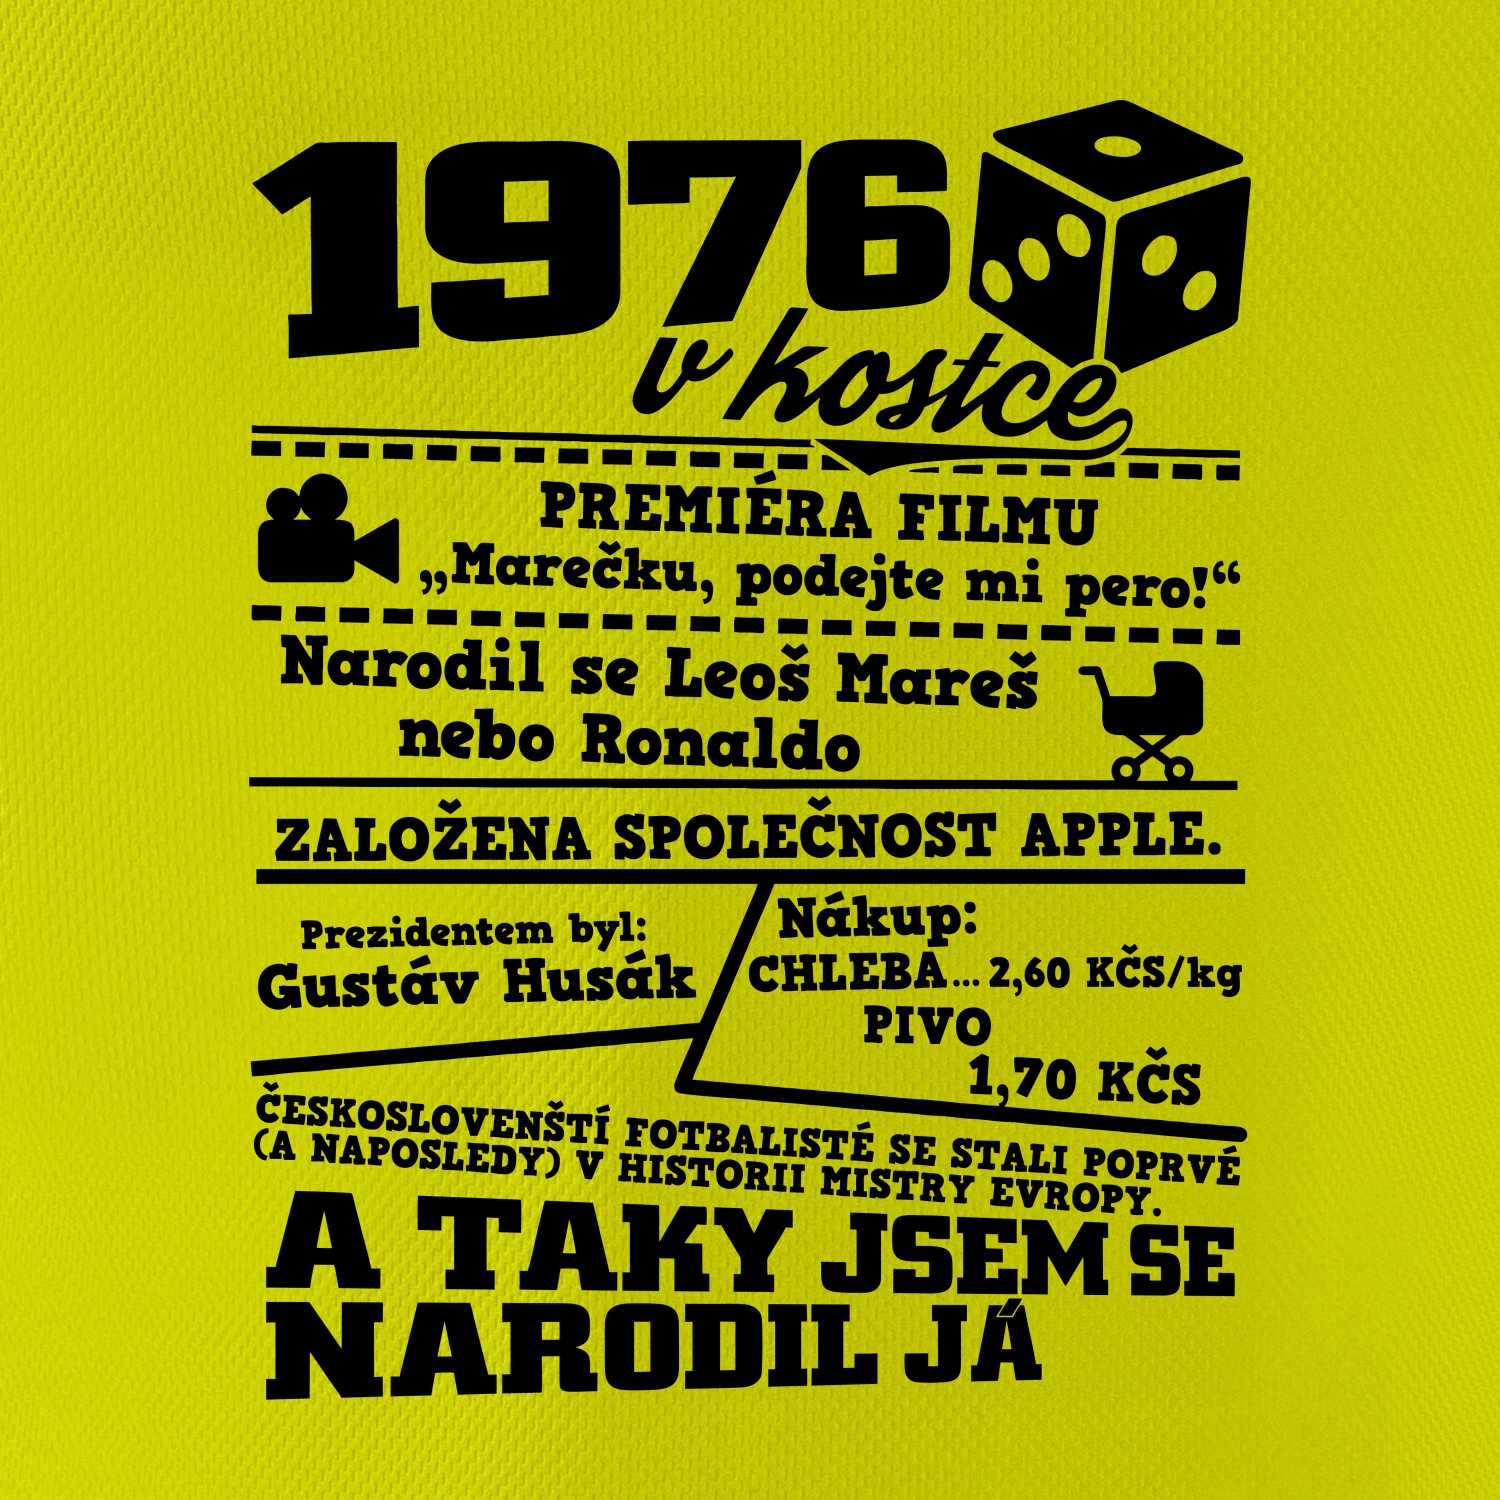 1976
v kostce
PREMIÉRA FILMU
„Marečku, podejte mi pero!“
Narodil se Leoš Mareš
nebo Ronaldo
ZALOŽENA SPOLEČNOST APPLE.
Prezidentem byl:
Gustáv Husák
Nákup:
CHLEBA... 2,60 KČS/kg
PIVO
1,70 KČS
ČESKOSLOVENŠTÍ FOTBALISTÉ SE STALI POPRVÉ
(A NAPOSLEDY) V HISTORII MISTRY EVROPY.
A TAKY JSEM SE
NARODIL JÁ